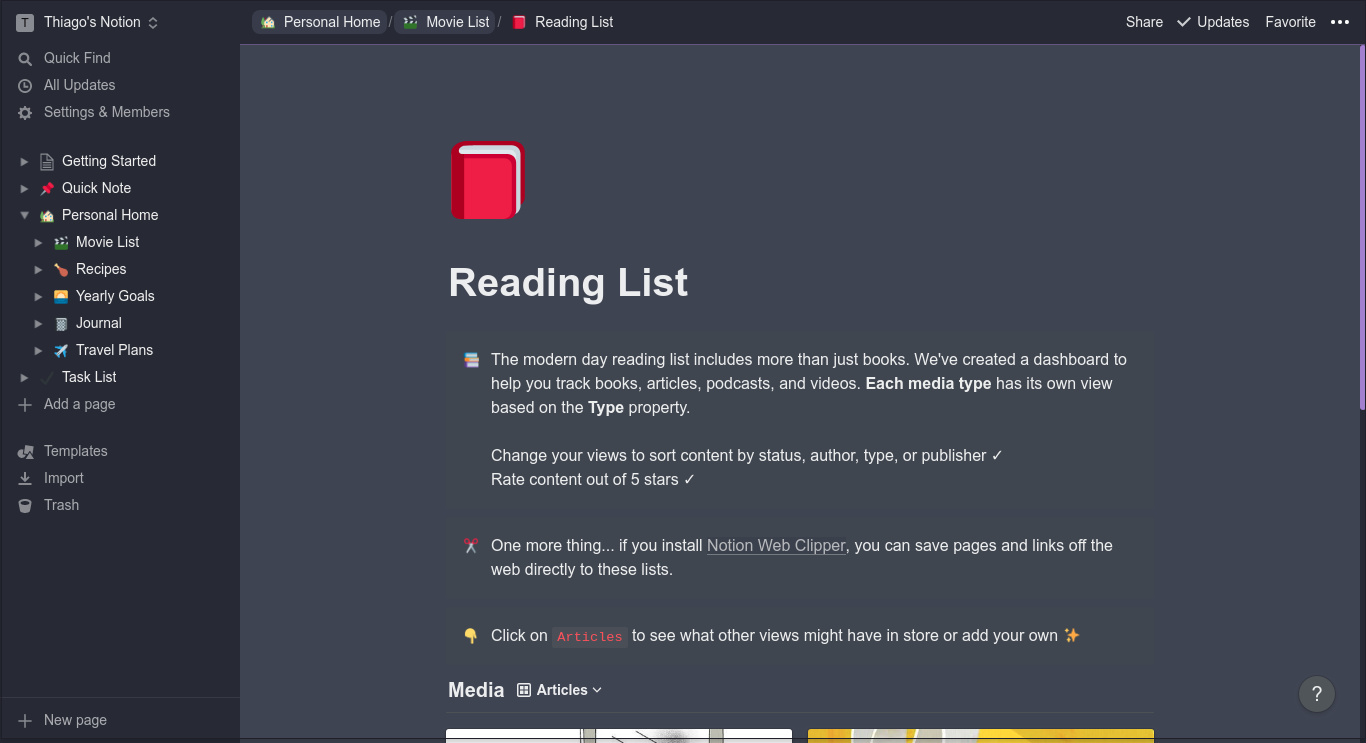 T Thiago's Notion
Personal Home / Movie List / Reading List
Share Updates Favorite •••
Quick Find
All Updates
Settings & Members
Getting Started
Quick Note
Personal Home
Movie List
Recipes
Yearly Goals
Journal
Travel Plans
Task List
Add a page
Templates
Import
Trash
New page
Reading List
The modern day reading list includes more than just books. We've created a dashboard to
help you track books, articles, podcasts, and videos. Each media type has its own view
based on the Type property.
Change your views to sort content by status, author, type, or publisher ✓
Rate content out of 5 stars ✓
One more thing... if you install Notion Web Clipper, you can save pages and links off the
web directly to these lists.
Click on Articles to see what other views might have in store or add your own ✨
Media Articles
?